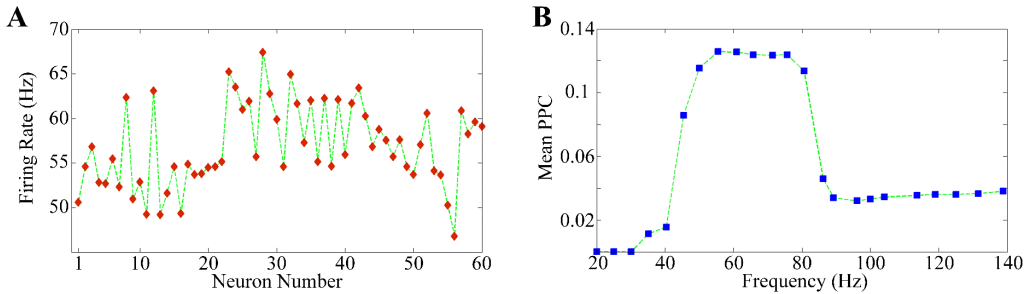 A
Firing Rate (Hz)
70
65
60
55
50
1 10 20 30 40 50 60
Neuron Number
B
Mean PPC
0.14
0.1
0.06
0.02
20 40 60 80 100 120 140
Frequency (Hz)